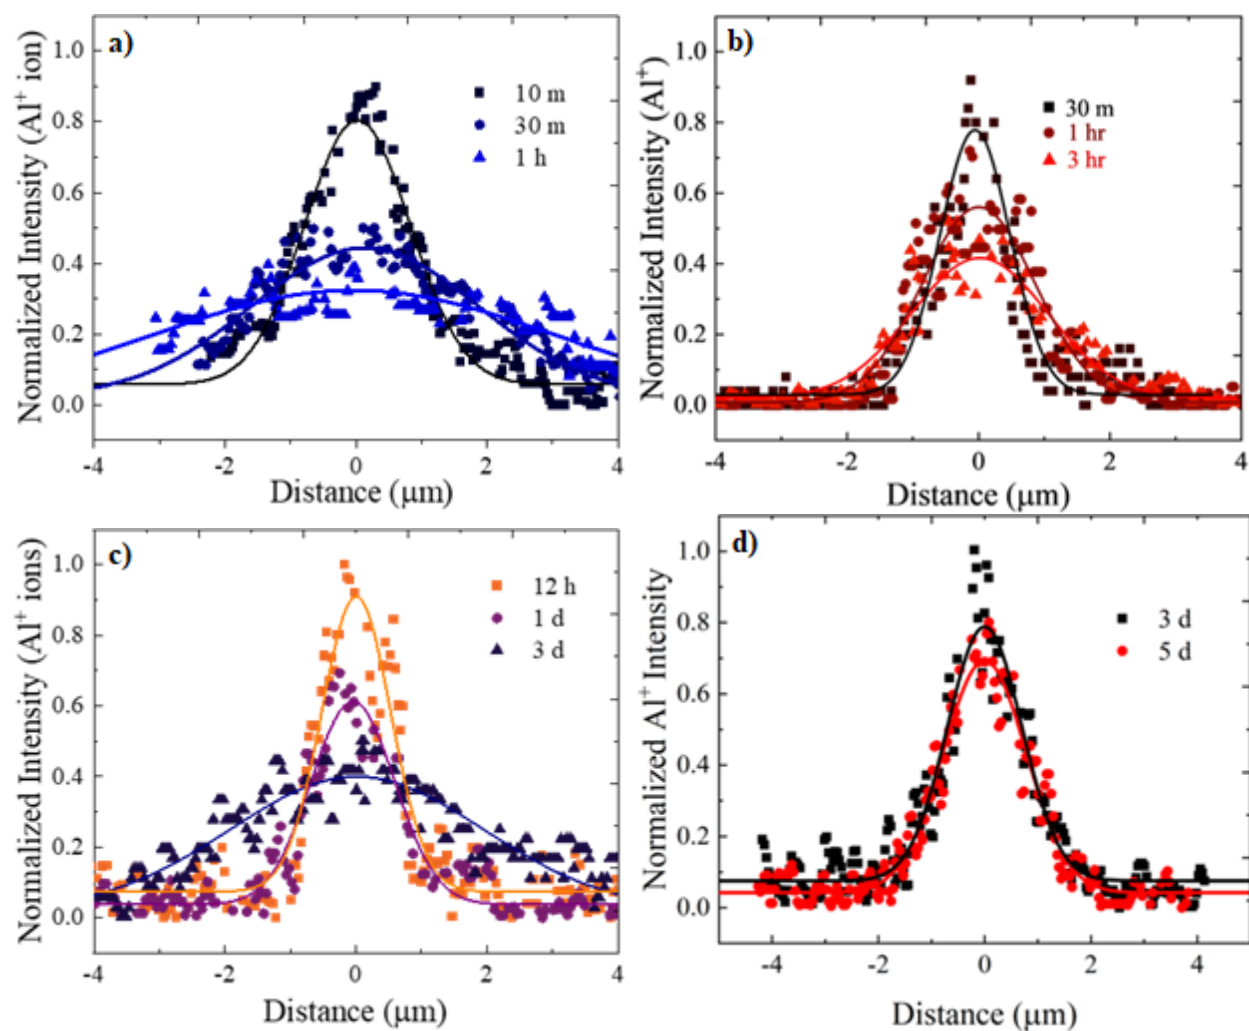 a)
Normalized Intensity (Al+ ion)
1.0
0.8
0.6
0.4
0.2
0.0
10 m
30 m
1 h
-4 -2 0 2 4
Distance (μm)
b)
Normalized Intensity (Al+)
1.0
0.8
0.6
0.4
0.2
0.0
30 m
1 hr
3 hr
-4 -2 0 2 4
Distance (μm)
c)
Normalized Intensity (Al+ ions)
1.0
0.8
0.6
0.4
0.2
0.0
12 h
1 d
3 d
-4 -2 0 2 4
Distance (μm)
d)
Normalized Al+ Intensity
1.0
0.8
0.6
0.4
0.2
0.0
3 d
5 d
-4 -2 0 2 4
Distance (μm)